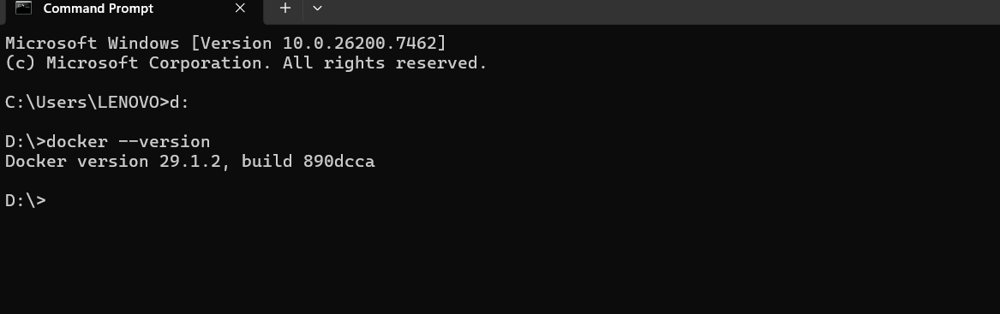 Command Prompt
Microsoft Windows [Version 10.0.26200.7462]
(c) Microsoft Corporation. All rights reserved.
C:\Users\LENOVO>d:
D:\>docker --version
Docker version 29.1.2, build 890dcca
D:\>